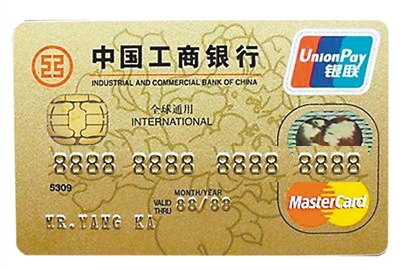 中国工商银行
INDUSTRIAL AND COMMERCIAL BANK OF CHINA
UnionPay
银联
全球通用
INTERNATIONAL
8888 8888 8888 8888
5309
MONTH/YEAR
VALID THRU 88/88
MR.YANG KA
MasterCard